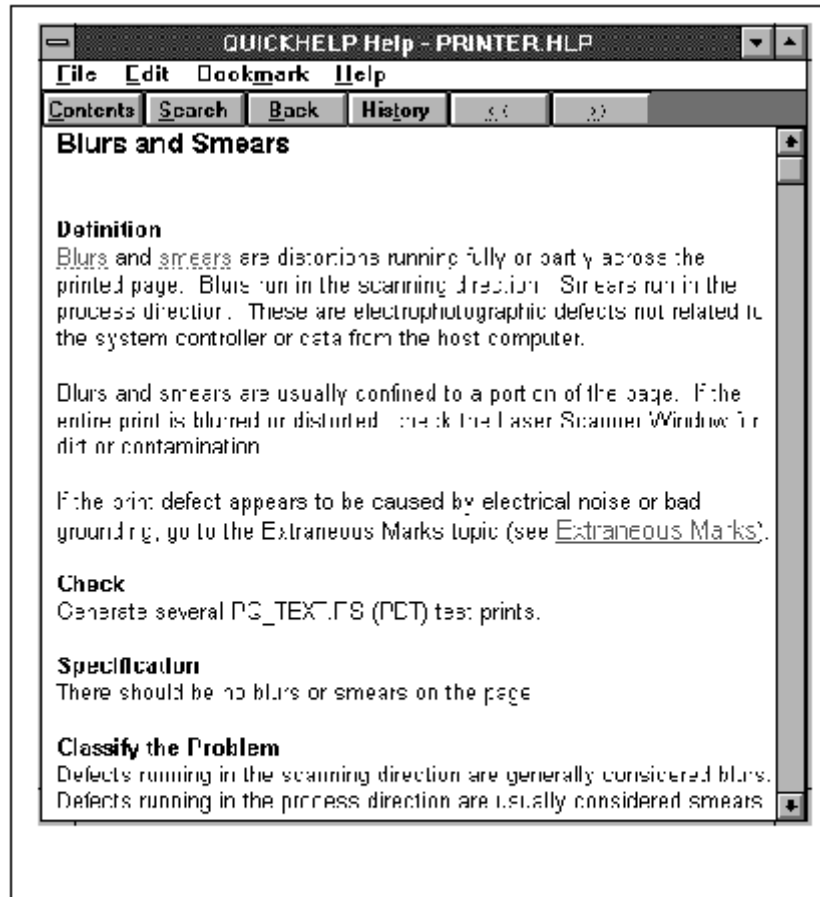 QUICKHELP Help - PRINTER.HLP
File Edit Bookmark Help
Contents Search Back History << >>
Blurs and Smears
Definition
Blurs and smears are distortions running fully or partly across the
printed page. Blurs run in the scanning direction. Smears run in the
process direction. These are electrophotographic defects not related to
the system controller or data from the host computer.
Blurs and smears are usually confined to a portion of the page. If the
entire print is blurred or distorted, check the Laser Scanner Window for
dirt or contamination.
If the print defect appears to be caused by electrical noise or bad
grounding, go to the Extraneous Marks topic (see Extraneous Marks).
Check
Generate several test prints.
Specification
There should be no blurs or smears on the page.
Classify the Problem
Defects running in the scanning direction are generally considered blurs.
Defects running in the process direction are usually considered smears.